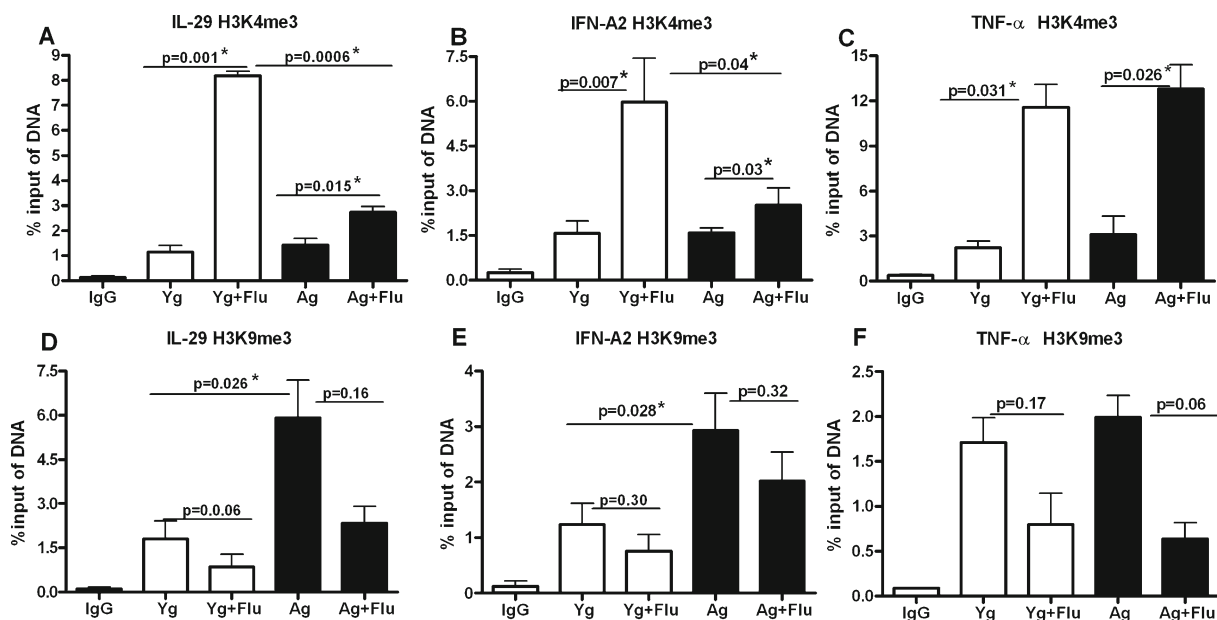 A IL-29 H3K4me3
p=0.001 * p=0.0006 *
p=0.015 *
% input of DNA
9
8
7
6
5
4
3
2
1
0
IgG Yg Yg+Flu Ag Ag+Flu
B IFN-A2 H3K4me3
p=0.007 * p=0.04 *
p=0.03 *
% input of DNA
7.5
6.0
4.5
3.0
1.5
0.0
IgG Yg Yg+Flu Ag Ag+Flu
C TNF-α H3K4me3
p=0.031 * p=0.026 *
% input of DNA
15
12
9
6
3
0
IgG Yg Yg+Flu Ag Ag+Flu
D IL-29 H3K9me3
p=0.026 * p=0.16
p=0.0.06
% input of DNA
7.5
6.0
4.5
3.0
1.5
0.0
IgG Yg Yg+Flu Ag Ag+Flu
E IFN-A2 H3K9me3
p=0.028 * p=0.32
p=0.30
% input of DNA
4
3
2
1
0
IgG Yg Yg+Flu Ag Ag+Flu
F TNF-α H3K9me3
p=0.17 p=0.06
% input of DNA
2.5
2.0
1.5
1.0
0.5
0.0
IgG Yg Yg+Flu Ag Ag+Flu